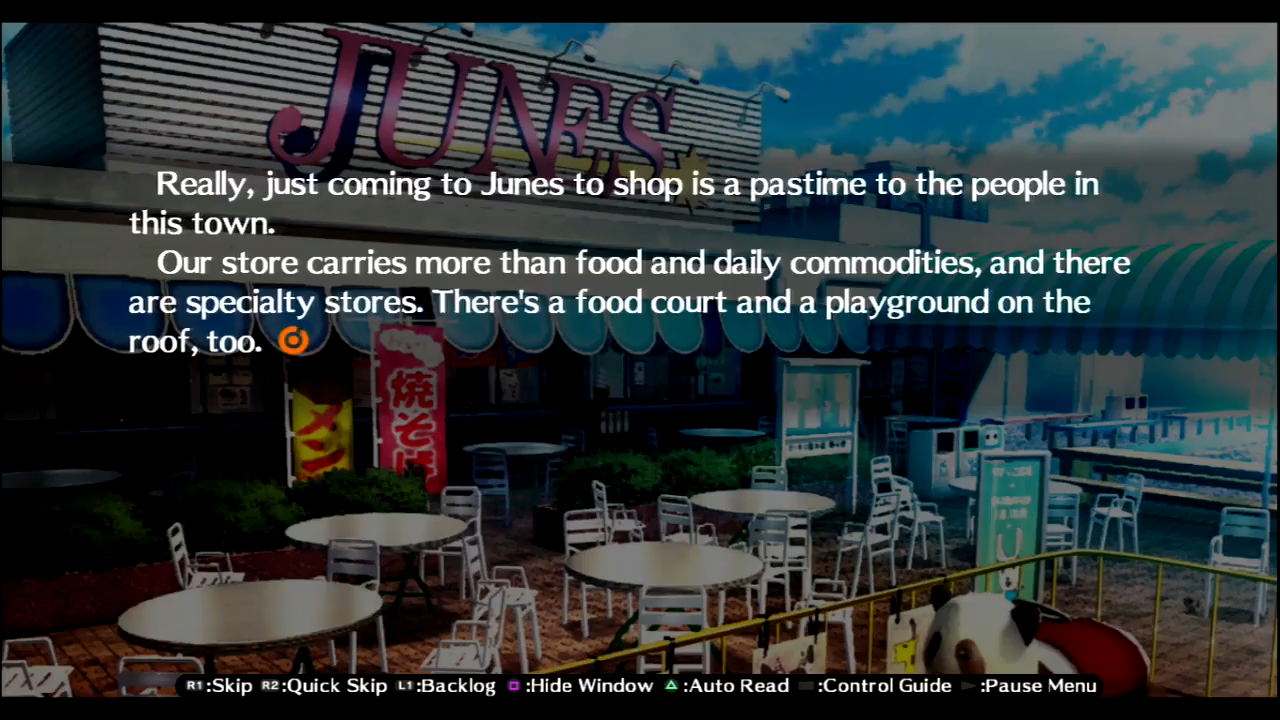 JUNES
Really, just coming to Junes to shop is a pastime to the people in
this town.
Our store carries more than food and daily commodities, and there
are specialty stores. There's a food court and a playground on the
roof, too.
メン
焼そば
R1:Skip R2:Quick Skip L1:Backlog :Hide Window :Auto Read :Control Guide :Pause Menu